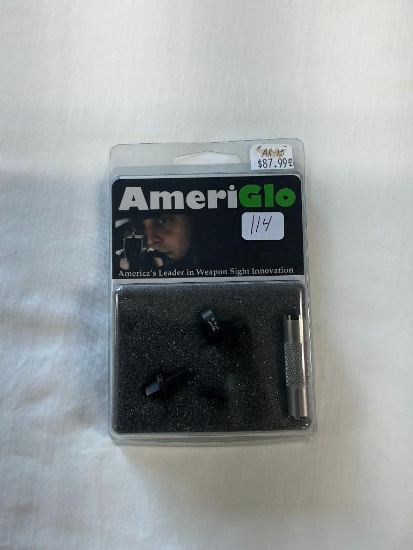 AR-15
$87.99
AmeriGlo
114
America's Leader in Weapon Sight Innovation